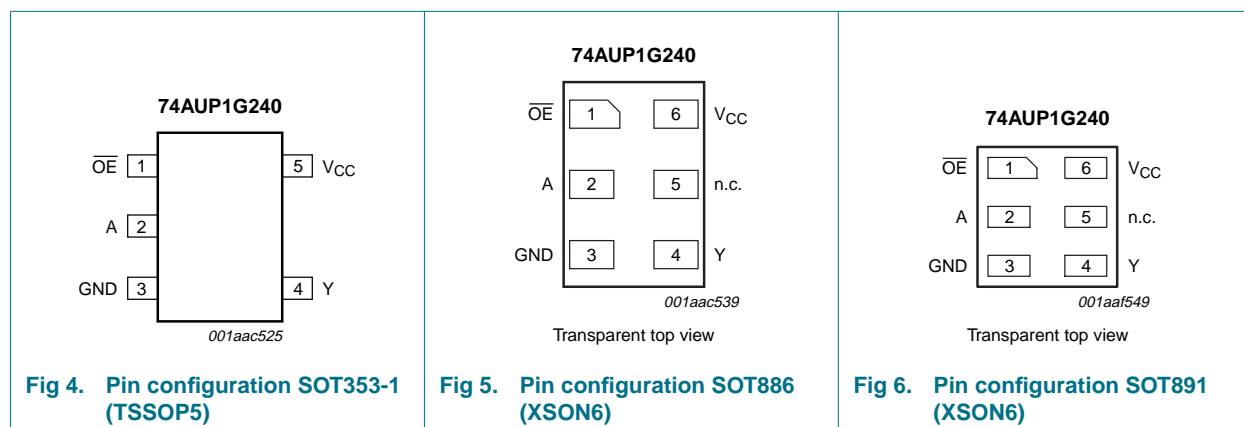 74AUP1G240
OE 1 5 VCC
A 2
GND 3 4 Y
001aac525
Fig 4. Pin configuration SOT353-1
(TSSOP5)
74AUP1G240
OE 1 6 VCC
A 2 5 n.c.
GND 3 4 Y
001aac539
Transparent top view
Fig 5. Pin configuration SOT886
(XSON6)
74AUP1G240
OE 1 6 VCC
A 2 5 n.c.
GND 3 4 Y
001aaf549
Transparent top view
Fig 6. Pin configuration SOT891
(XSON6)